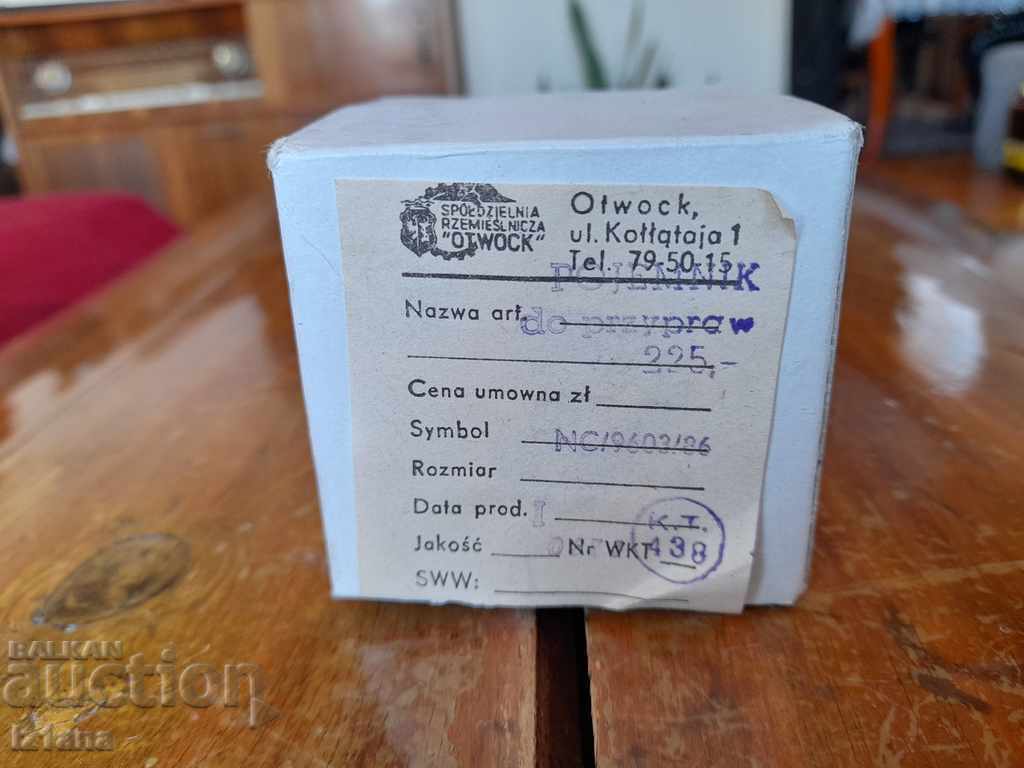 SPÓŁDZIELNIA
RZEMIEŚLNICZA
"OTWOCK"
Otwock,
ul. Kołłątaja 1
Tel. 79-50-15
POJEMNIK
Nazwa art. do przypraw
225,-
Cena umowna zł
Symbol NC/9603/86
Rozmiar
Data prod.
Jakość I Nr WKT
K.T.
438
SWW:
BALKAN
auction
izlaha